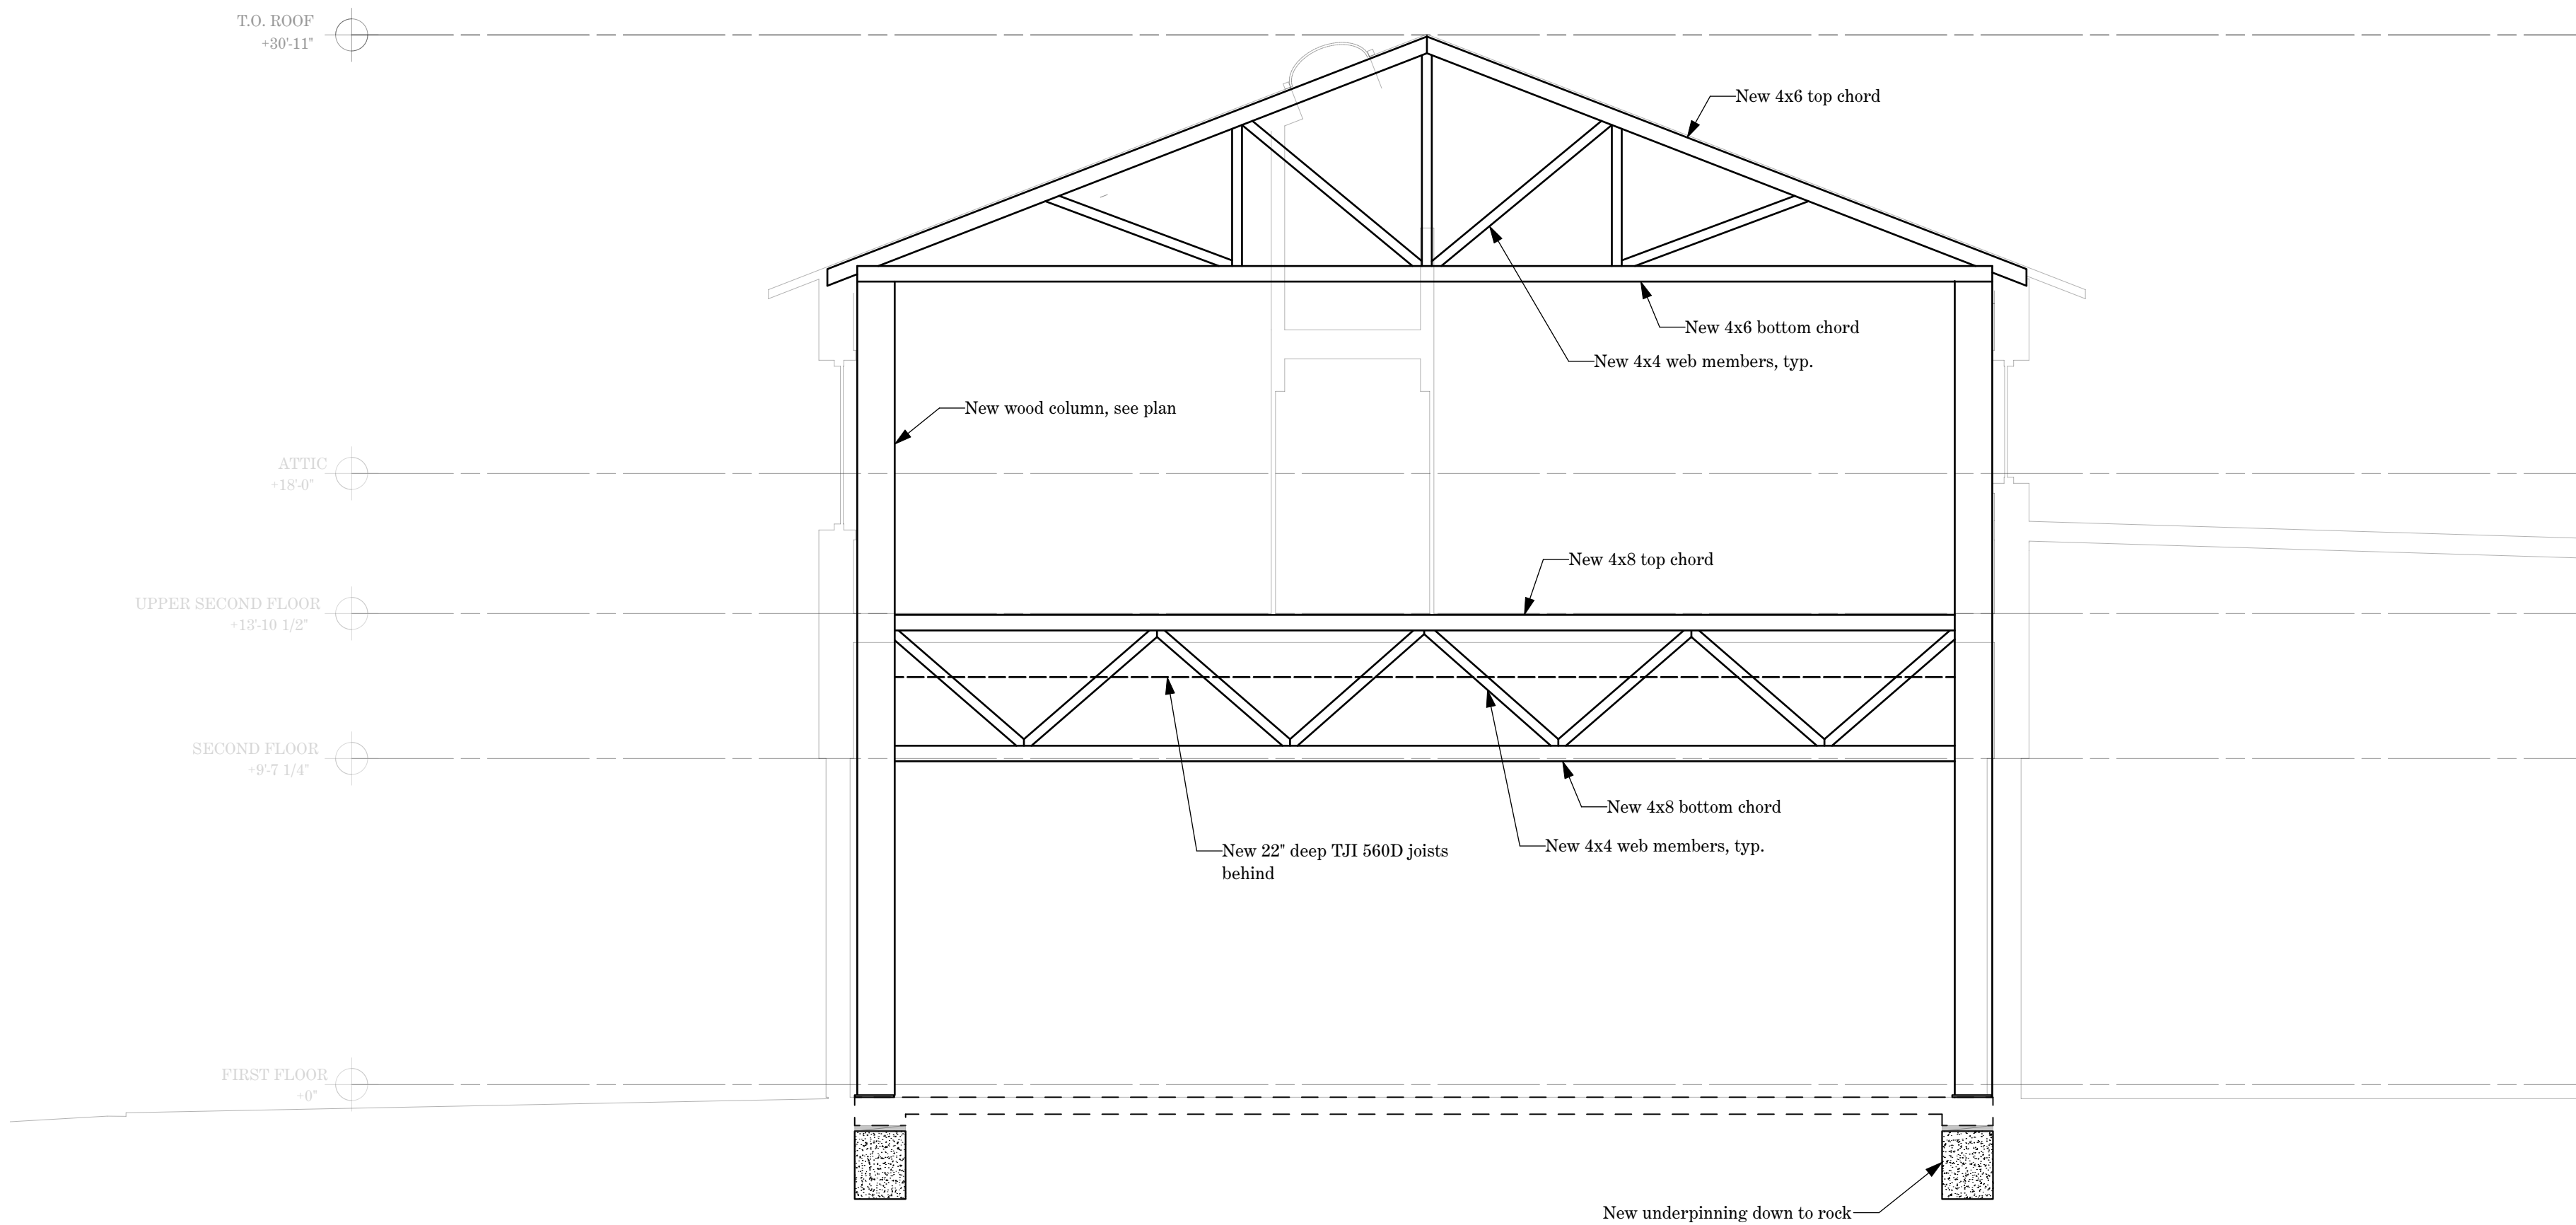 T.O. ROOF
+30'-11"
New 4x6 top chord
New 4x6 bottom chord
New 4x4 web members, typ.
New wood column, see plan
ATTIC
+18'-0"
New 4x8 top chord
UPPER SECOND FLOOR
+13'-10 1/2"
SECOND FLOOR
+9'-7 1/4"
New 4x8 bottom chord
New 4x4 web members, typ.
New 22" deep TJI 560D joists
behind
FIRST FLOOR
+0"
New underpinning down to rock